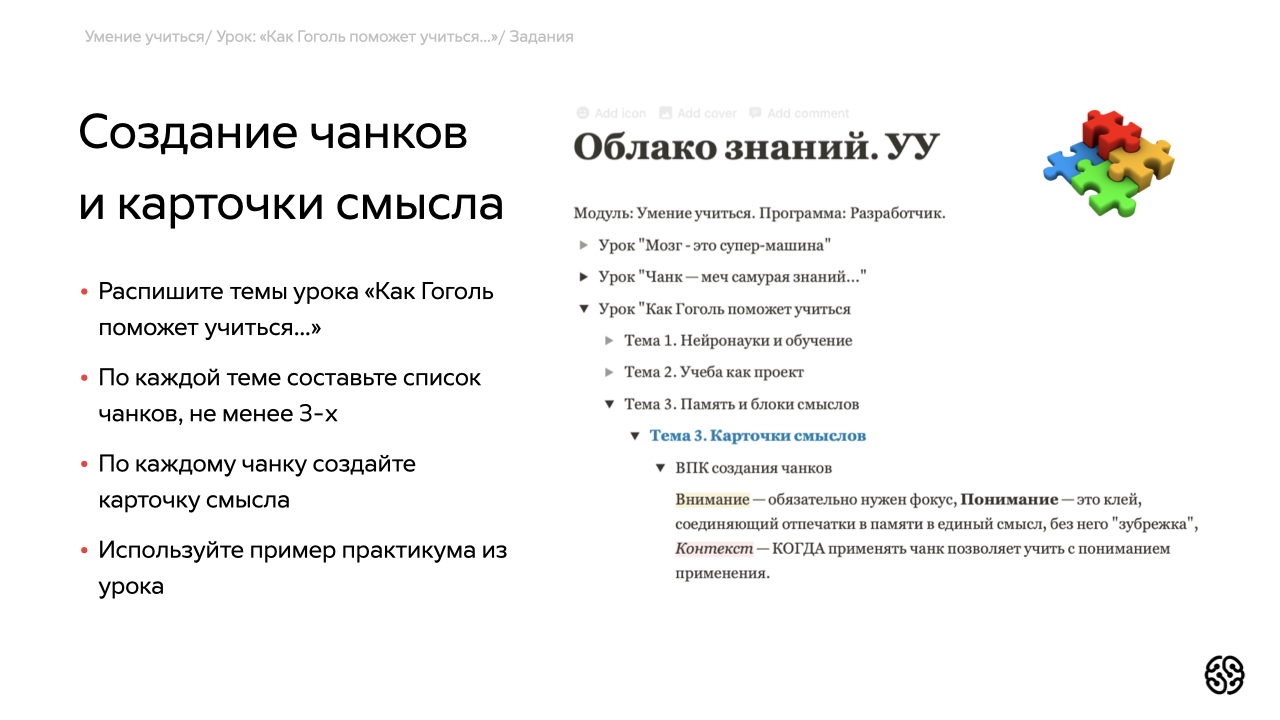 Умение учиться/ Урок: «Как Гоголь поможет учиться...»/ Задания
Создание чанков
и карточки смысла
• Распишите темы урока «Как Гоголь
поможет учиться...»
• По каждой теме составьте список
чанков, не менее 3-х
• По каждому чанку создайте
карточку смысла
• Используйте пример практикума из
урока
Add icon Add cover Add comment
Облако знаний. УУ
Модуль: Умение учиться. Программа: Разработчик.
Урок "Мозг - это супер-машина"
Урок "Чанк — меч самурая знаний..."
Урок "Как Гоголь поможет учиться
Тема 1. Нейронауки и обучение
Тема 2. Учеба как проект
Тема 3. Память и блоки смыслов
Тема 3. Карточки смыслов
ВПК создания чанков
Внимание — обязательно нужен фокус, Понимание — это клей,
соединяющий отпечатки в памяти в единый смысл, без него "зубрежка",
Контекст — КОГДА применять чанк позволяет учить с пониманием
применения.